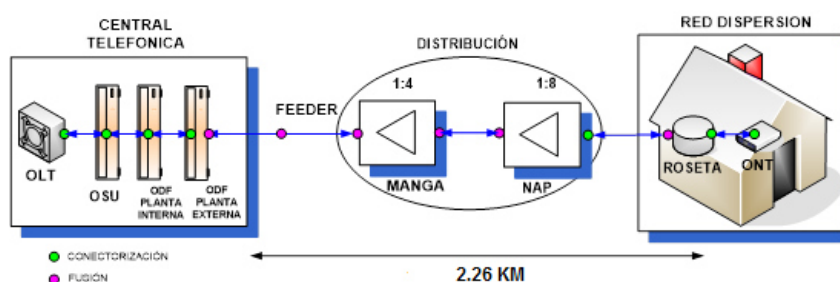 CENTRAL
TELEFONICA
OLT
OSU
ODF
PLANTA
INTERNA
ODF
PLANTA
EXTERNA
FEEDER
DISTRIBUCIÓN
1:4
1:8
MANGA
NAP
RED DISPERSION
ROSETA
ONT
CONECTORIZACIÓN
FUSIÓN
2.26 KM